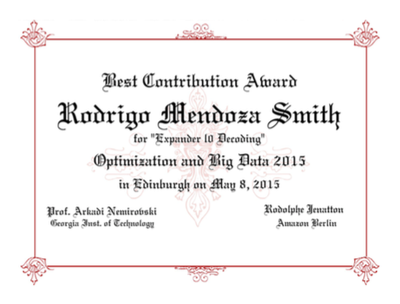 Best Contribution Award
Rodrigo Mendoza Smith
for "Expander l0 Decoding"
Optimization and Big Data 2015
in Edinburgh on May 8, 2015
Prof. Arkadi Nemirovski
Georgia Inst. of Technology
Rodolphe Jenatton
Amazon Berlin